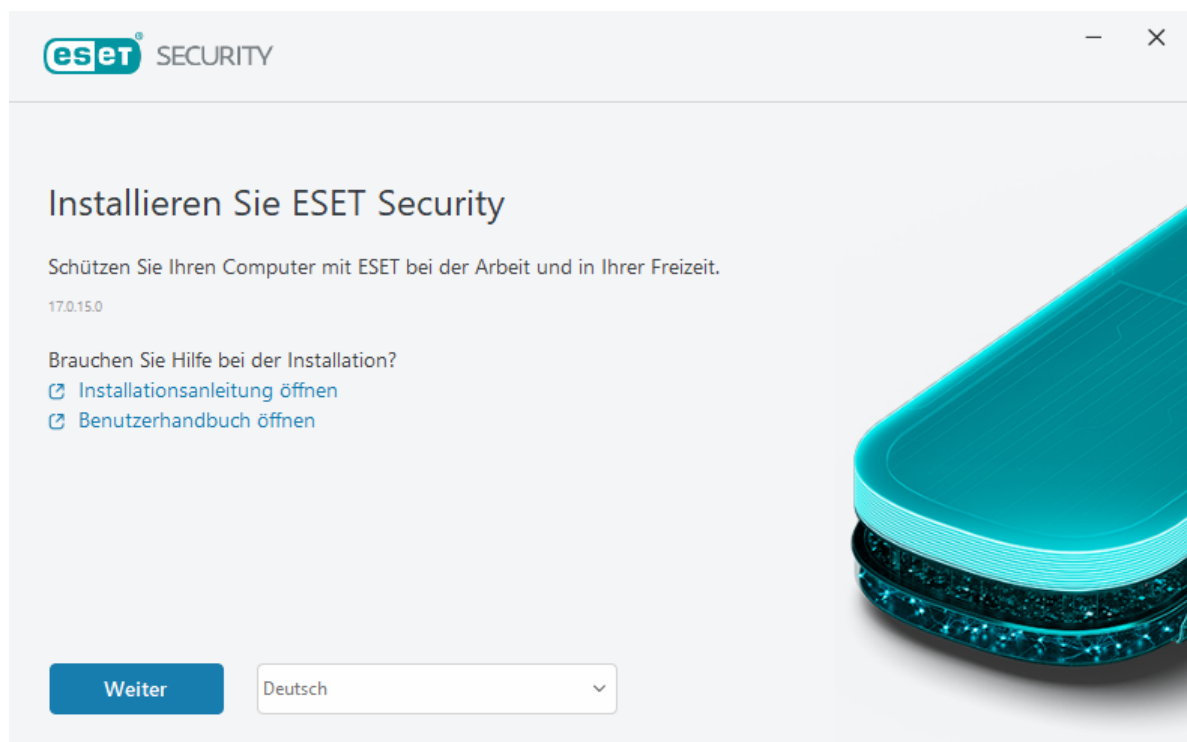 eset® SECURITY
Installieren Sie ESET Security
Schützen Sie Ihren Computer mit ESET bei der Arbeit und in Ihrer Freizeit.
17.0.15.0
Brauchen Sie Hilfe bei der Installation?
Installationsanleitung öffnen
Benutzerhandbuch öffnen
Weiter
Deutsch